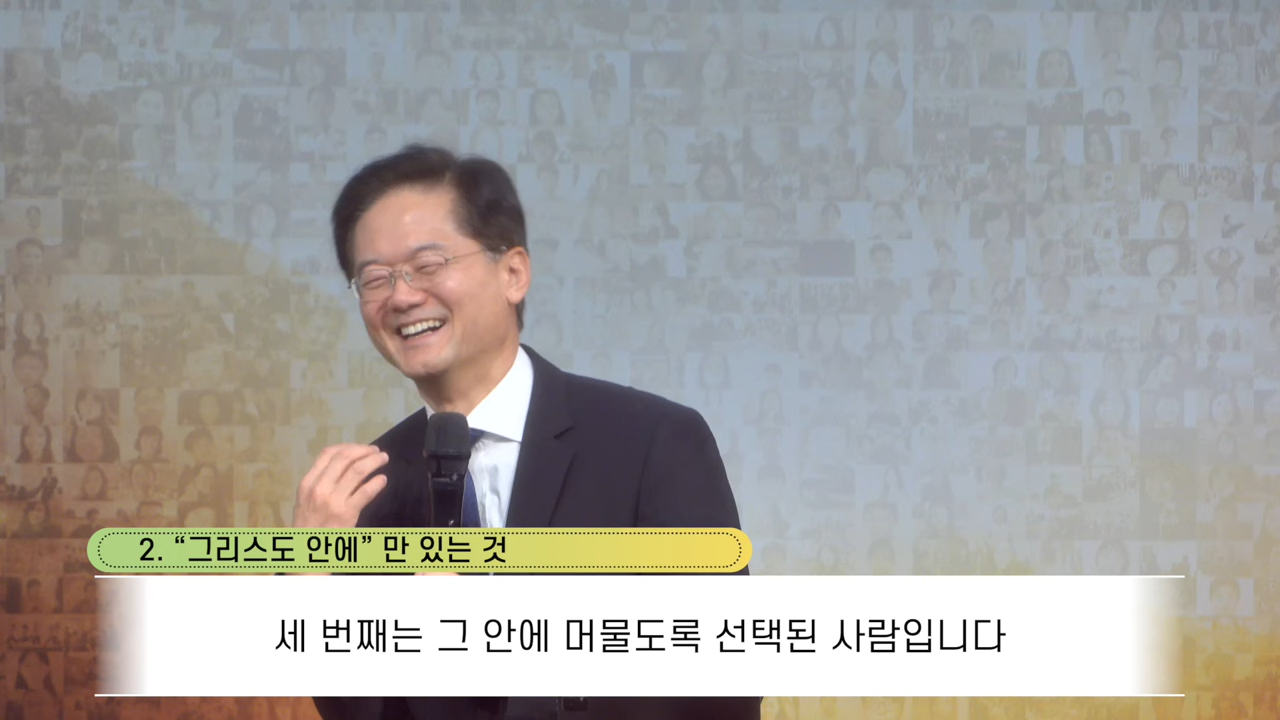 2. “그리스도 안에” 만 있는 것
세 번째는 그 안에 머물도록 선택된 사람입니다